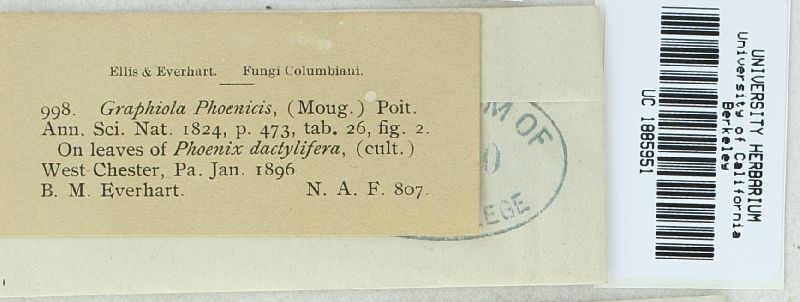 Ellis & Everhart. Fungi Columbiani.
998. Graphiola Phoenicis, (Moug.) Poit.
Ann. Sci. Nat. 1824, p. 473, tab. 26, fig. 2.
On leaves of Phoenix dactylifera, (cult.)
West Chester, Pa. Jan. 1896
B. M. Everhart. N. A. F. 807.
OF
UNIVERSITY HERBARIUM
University of California
Berkeley
UC 1885951